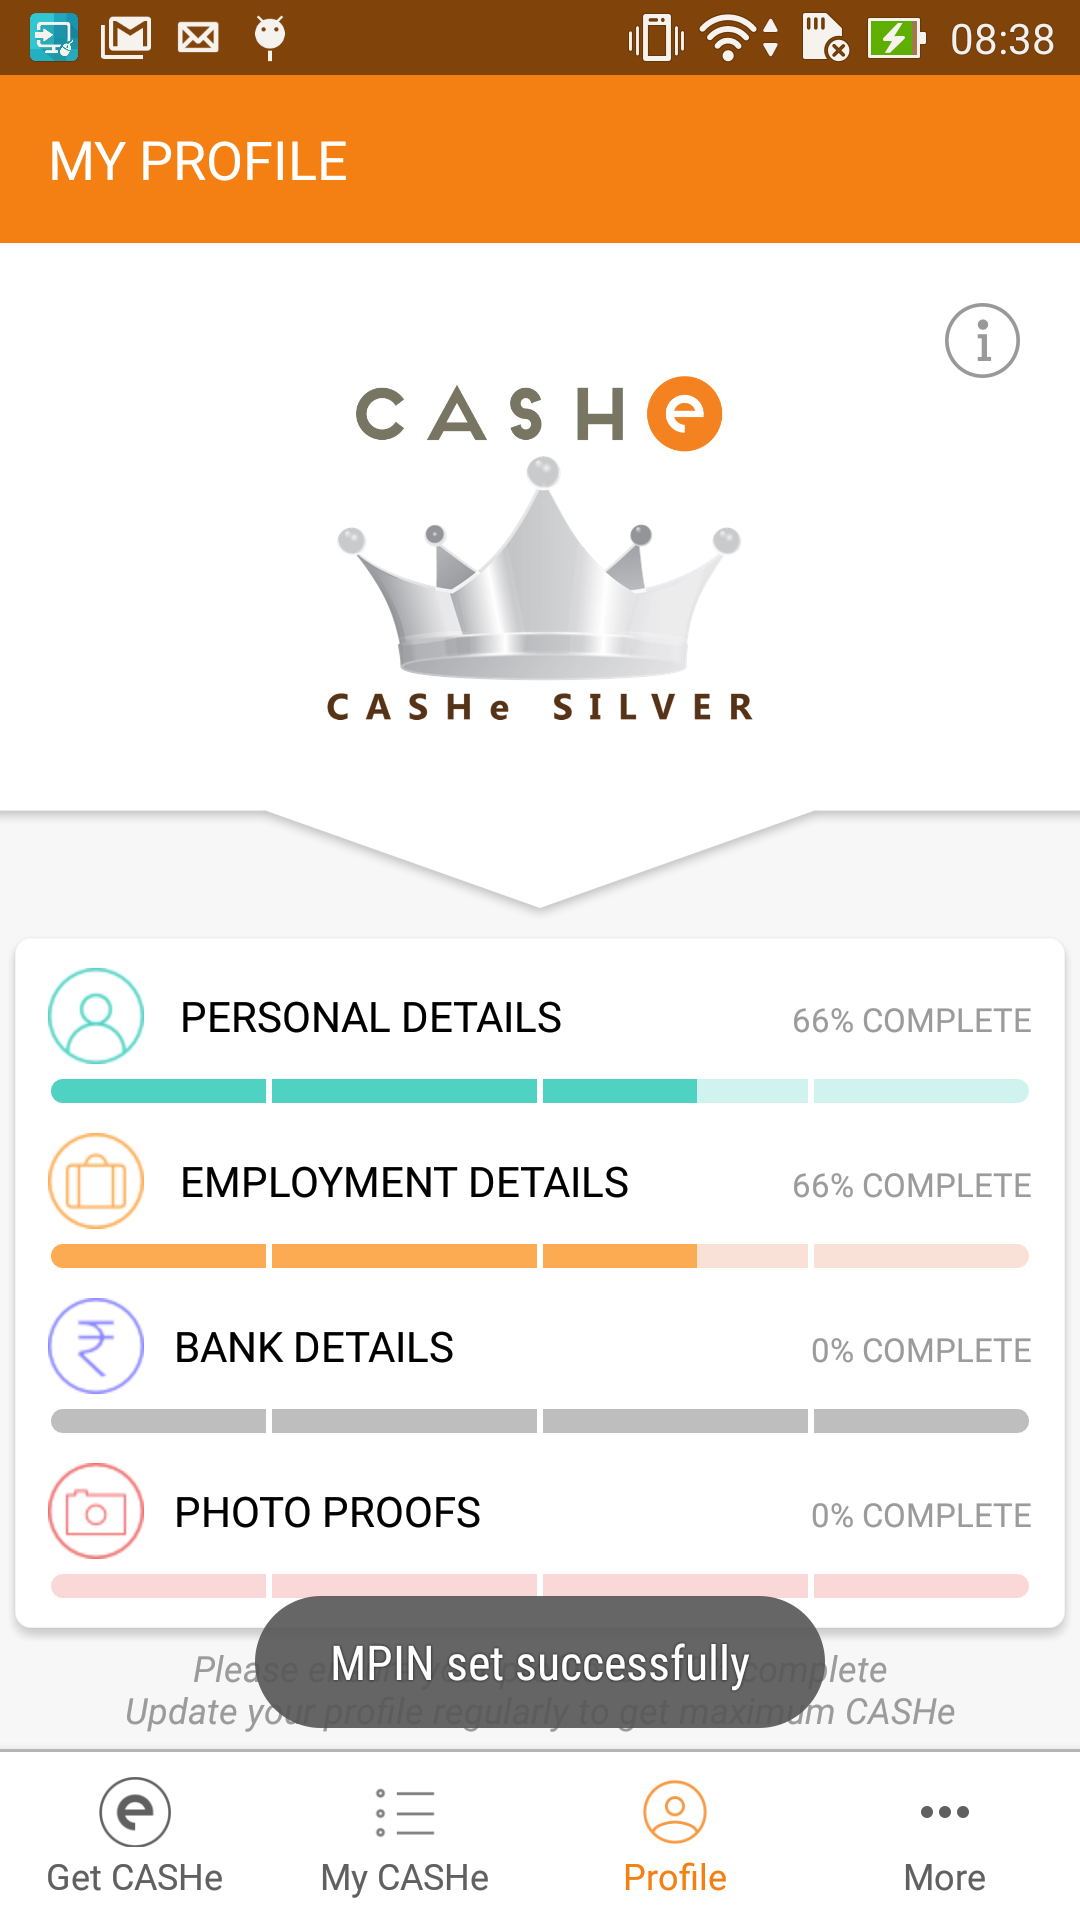 08:38
MY PROFILE
CASHe
CASHe SILVER
PERSONAL DETAILS 66% COMPLETE
EMPLOYMENT DETAILS 66% COMPLETE
BANK DETAILS 0% COMPLETE
PHOTO PROOFS 0% COMPLETE
MPIN set successfully
Please complete
Update your profile regularly to get maximum CASHe
Get CASHe My CASHe Profile More